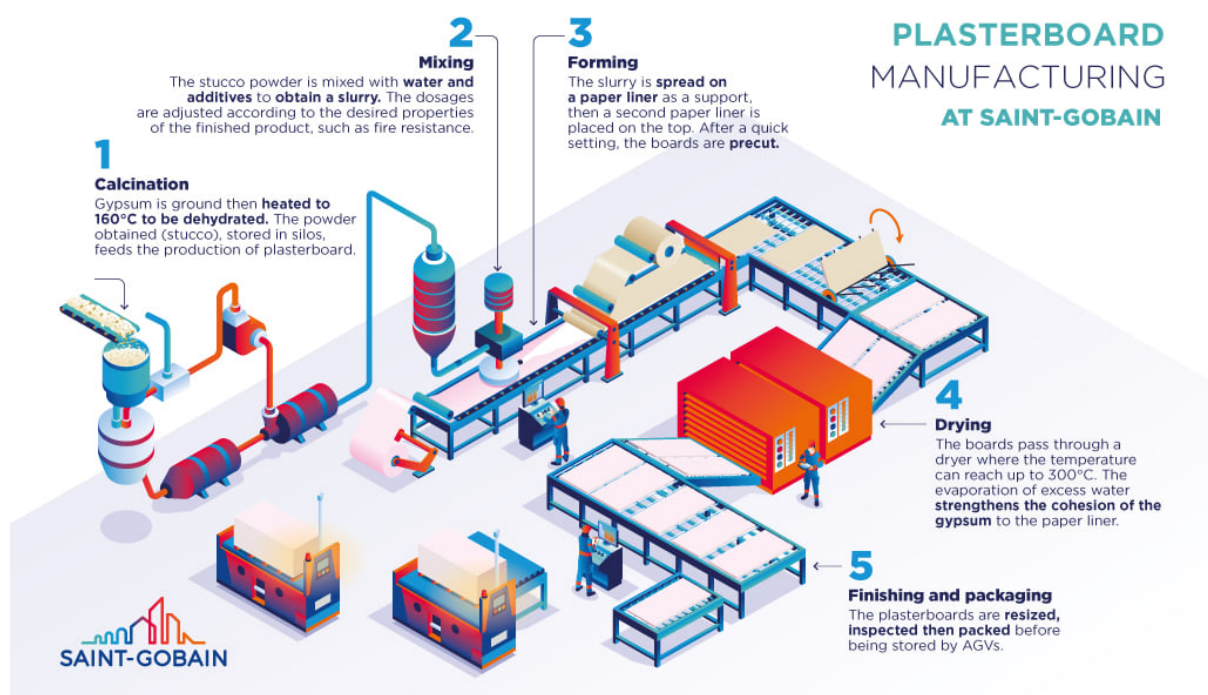 PLASTERBOARD
MANUFACTURING
AT SAINT-GOBAIN
1
Calcination
Gypsum is ground then heated to
160°C to be dehydrated. The powder
obtained (stucco), stored in silos,
feeds the production of plasterboard.
2
Mixing
The stucco powder is mixed with water and
additives to obtain a slurry. The dosages
are adjusted according to the desired properties
of the finished product, such as fire resistance.
3
Forming
The slurry is spread on
a paper liner as a support,
then a second paper liner is
placed on the top. After a quick
setting, the boards are precut.
4
Drying
The boards pass through a
dryer where the temperature
can reach up to 300°C. The
evaporation of excess water
strengthens the cohesion of the
gypsum to the paper liner.
5
Finishing and packaging
The plasterboards are resized,
inspected then packed before
being stored by AGVs.
SAINT-GOBAIN